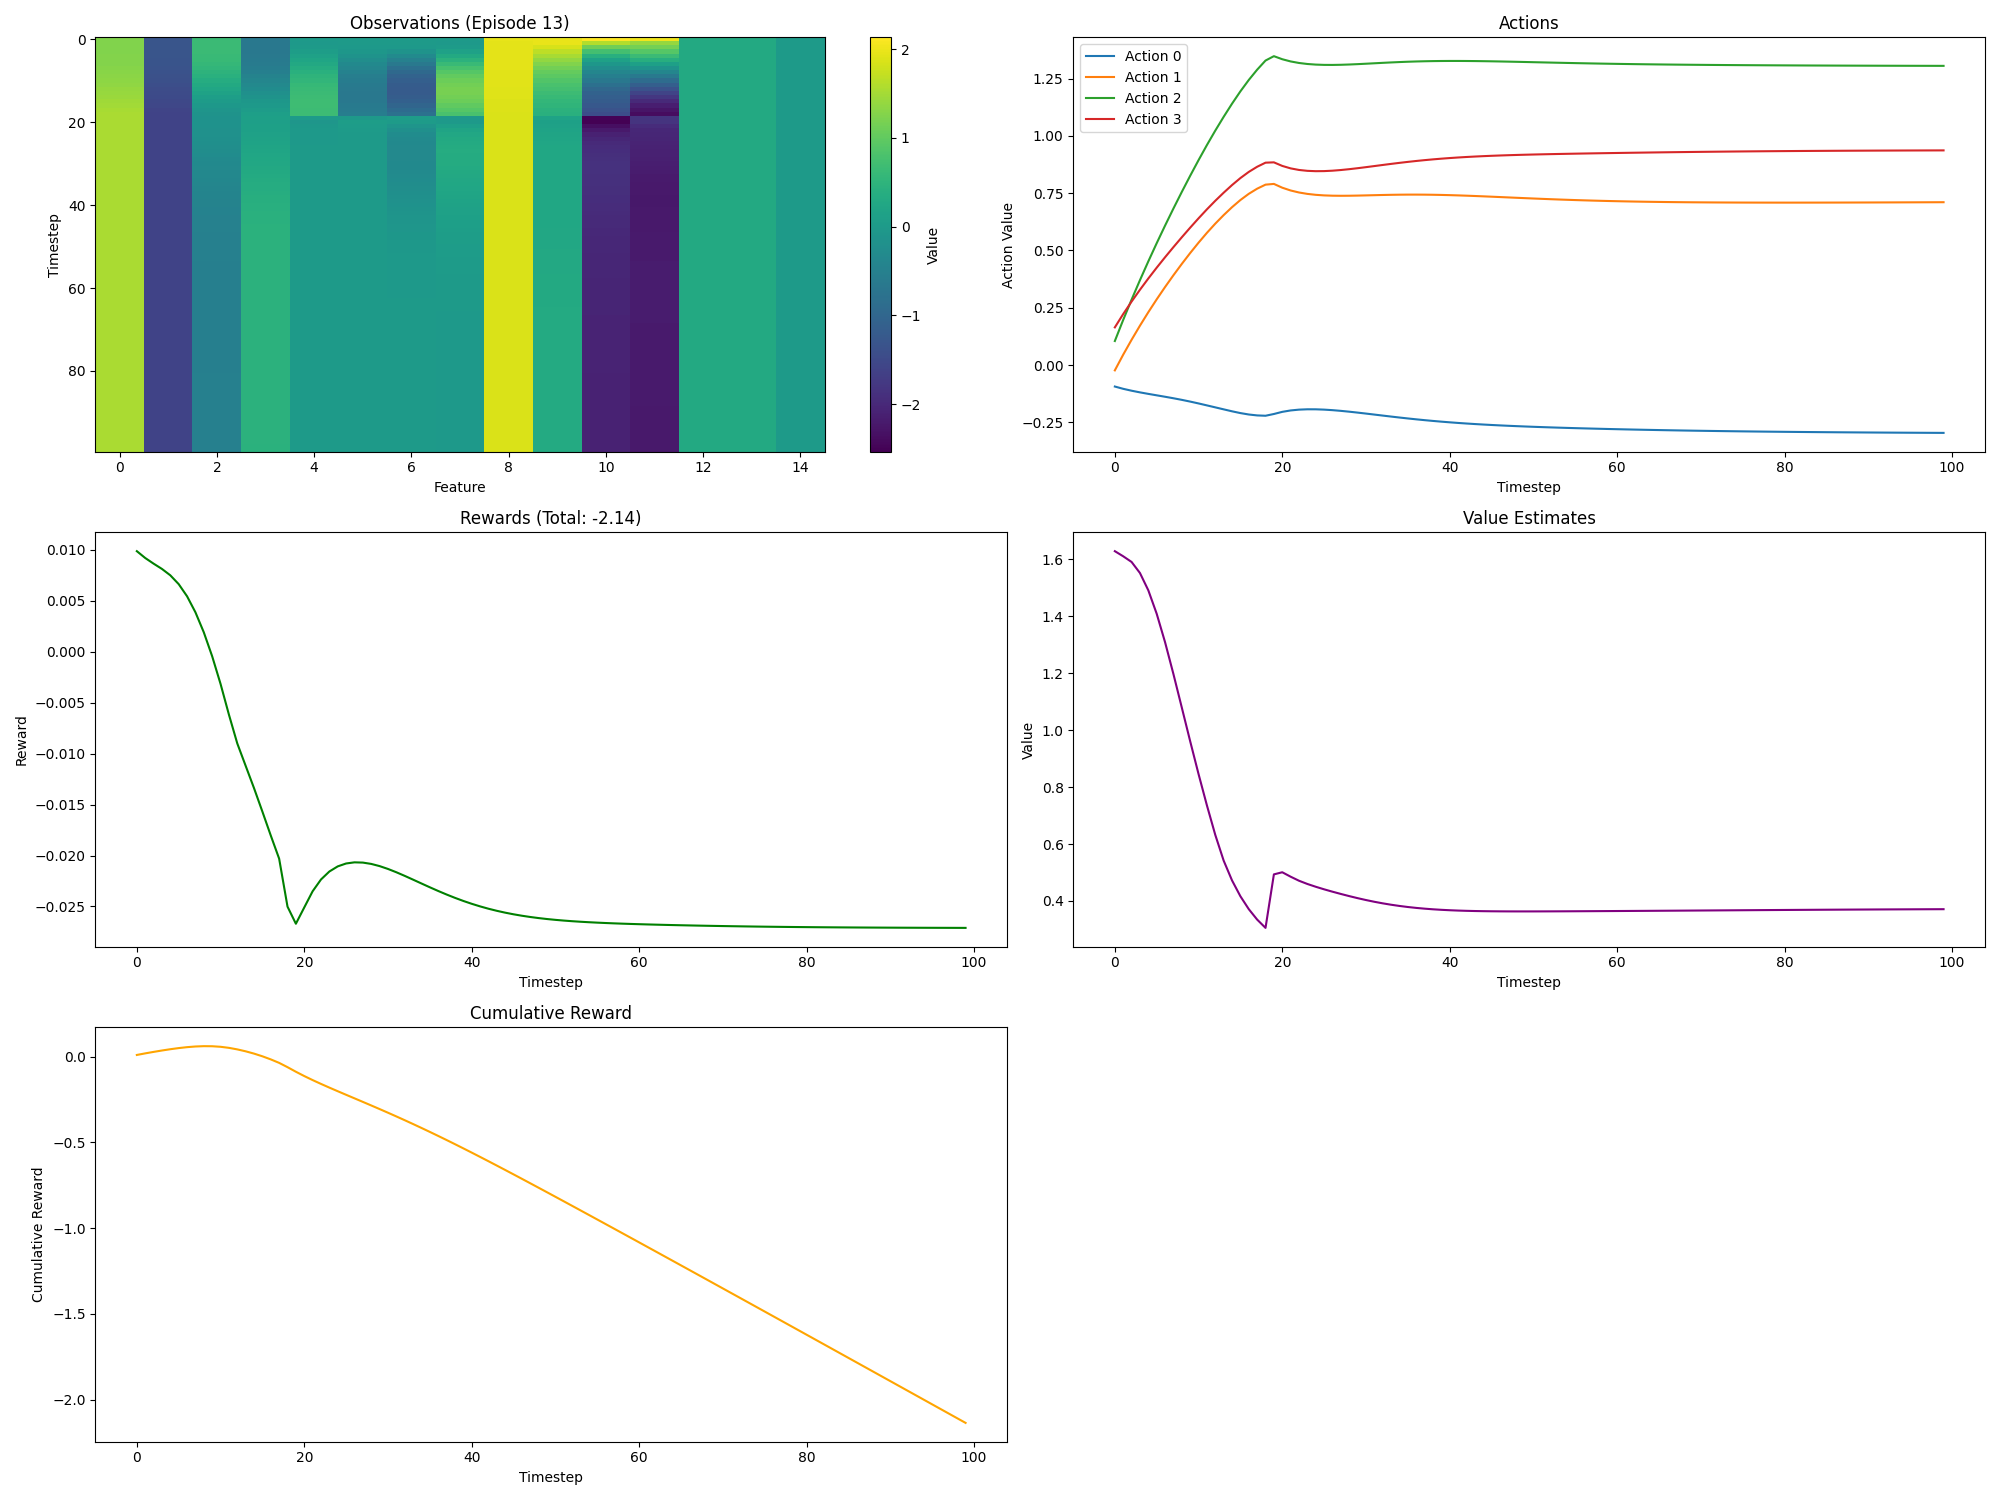 Observations (Episode 13)
0
20
40
60
80
Timestep
0 2 4 6 8 10 12 14
Feature
2
1
0
−1
−2
Value
Actions
Action 0
Action 1
Action 2
Action 3
1.25
1.00
0.75
0.50
0.25
0.00
−0.25
Action Value
0 20 40 60 80 100
Timestep
Rewards (Total: -2.14)
0.010
0.005
0.000
−0.005
−0.010
−0.015
−0.020
−0.025
Reward
0 20 40 60 80 100
Timestep
Value Estimates
1.6
1.4
1.2
1.0
0.8
0.6
0.4
Value
0 20 40 60 80 100
Timestep
Cumulative Reward
0.0
−0.5
−1.0
−1.5
−2.0
Cumulative Reward
0 20 40 60 80 100
Timestep